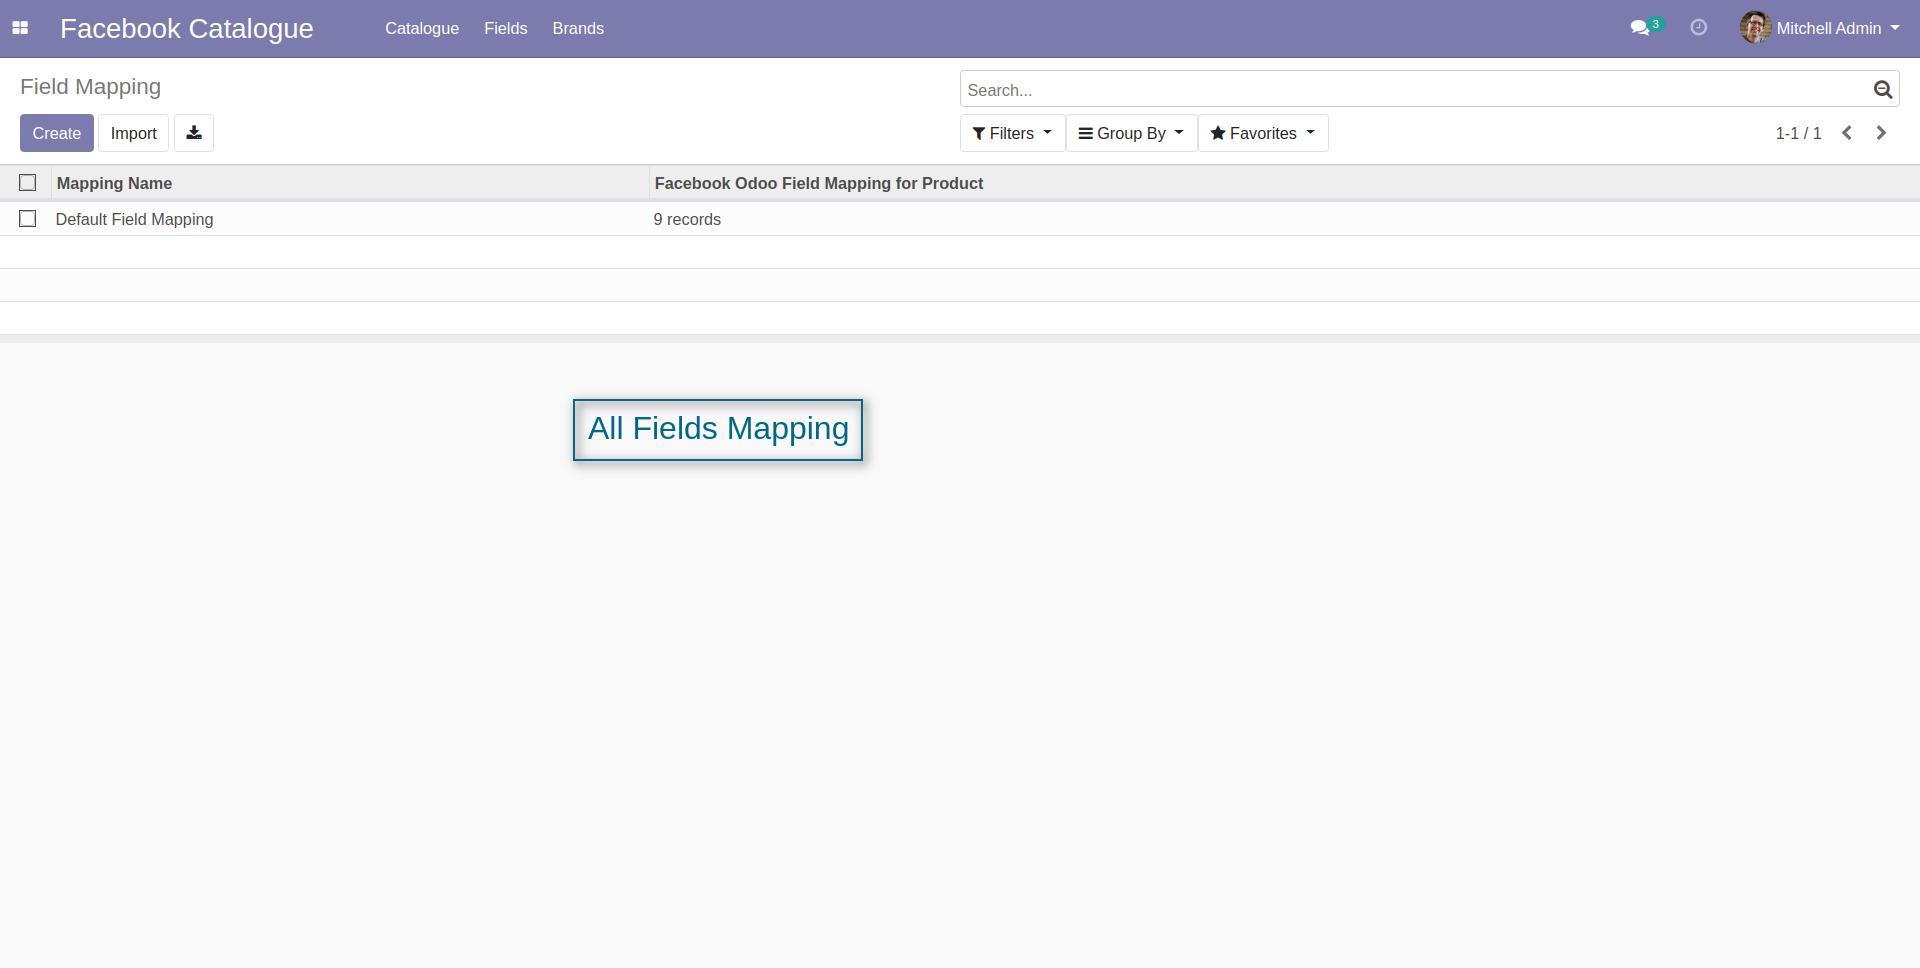 Facebook Catalogue Catalogue Fields Brands 3 Mitchell Admin
Field Mapping
Search...
Create Import Filters Group By Favorites 1-1 / 1
Mapping Name Facebook Odoo Field Mapping for Product
Default Field Mapping 9 records
All Fields Mapping